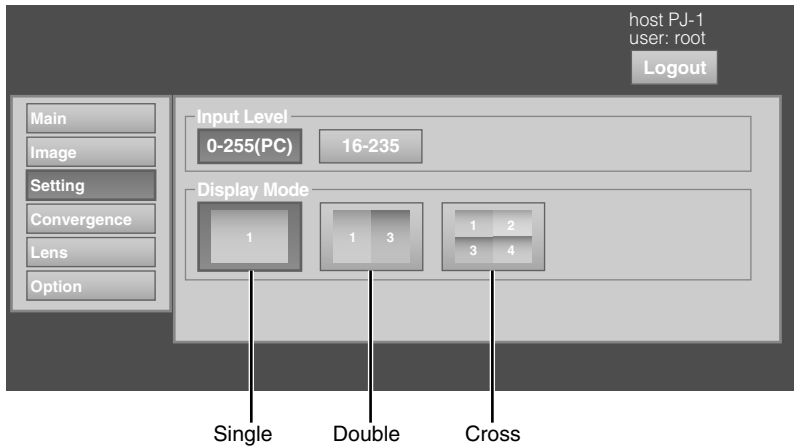 host PJ-1
user: root
Logout
Main
Image
Setting
Convergence
Lens
Option
Input Level
0-255(PC)
16-235
Display Mode
1
1 3
1 2
3 4
Single Double Cross